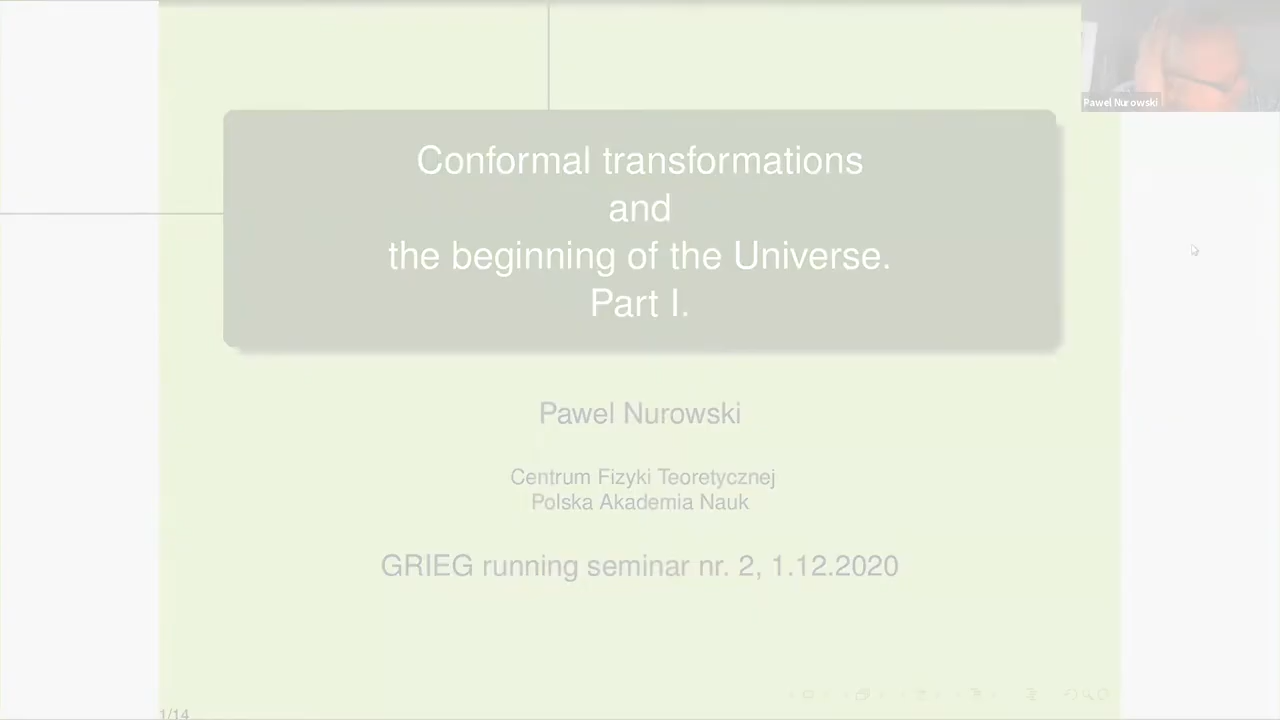 Pawel Nurowski
Conformal transformations
and
the beginning of the Universe.
Part I.
Pawel Nurowski
Centrum Fizyki Teoretycznej
Polska Akademia Nauk
GRIEG running seminar nr. 2, 1.12.2020
1/14